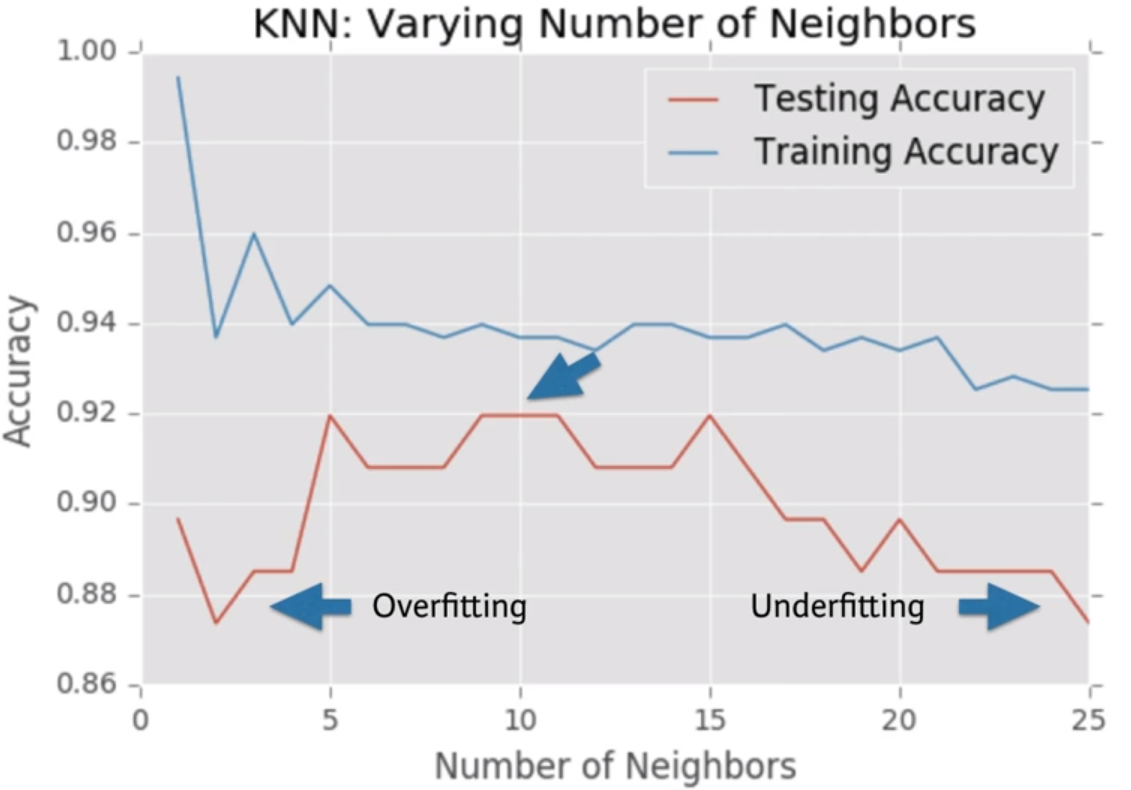 KNN: Varying Number of Neighbors
1.00
0.98
0.96
0.94
0.92
0.90
0.88
0.86
Accuracy
Testing Accuracy
Training Accuracy
Overfitting
Underfitting
0 5 10 15 20 25
Number of Neighbors